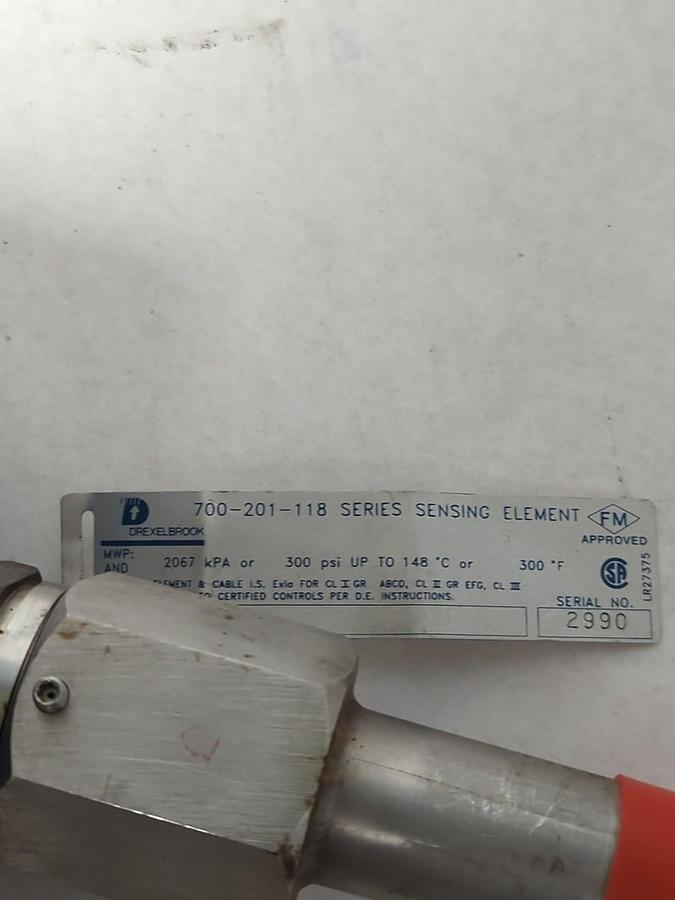 700-201-118 SERIES SENSING ELEMENT
FM
APPROVED
DREXELBROOK
MWP: 2067 kPA or 300 psi UP TO 148 °C or 300 °F
AND
ELEMENT & CABLE I.S. Exia FOR CL I GR ABCD, CL II GR EFG, CL III
TO CERTIFIED CONTROLS PER D.E. INSTRUCTIONS.
LR27375
SERIAL NO.
2990